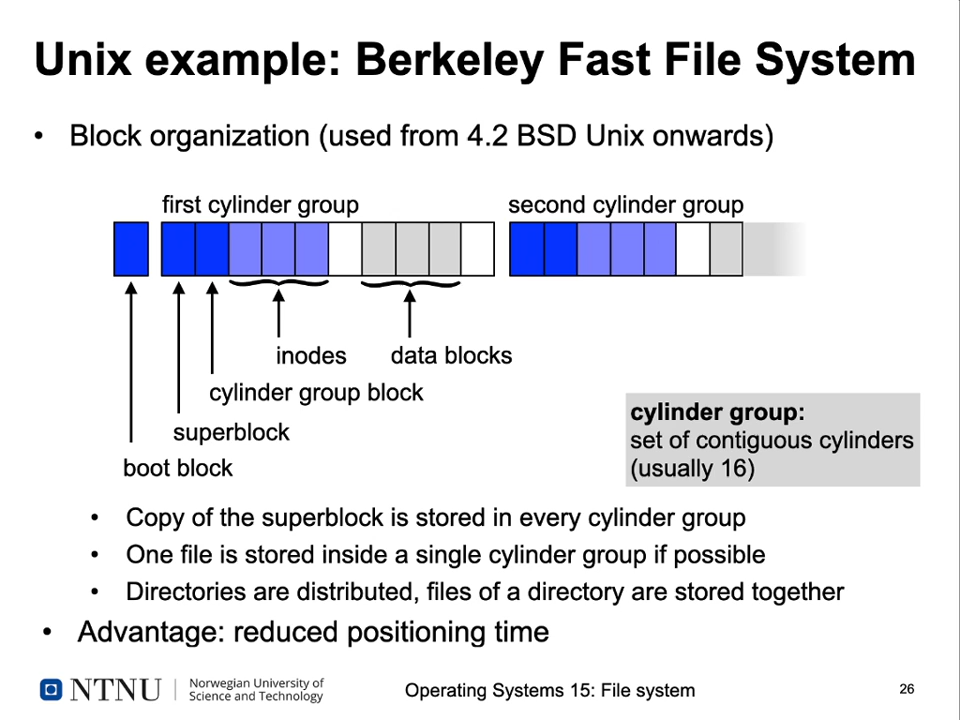 Unix example: Berkeley Fast File System
• Block organization (used from 4.2 BSD Unix onwards)
first cylinder group
second cylinder group
inodes
data blocks
cylinder group block
superblock
boot block
cylinder group:
set of contiguous cylinders
(usually 16)
• Copy of the superblock is stored in every cylinder group
• One file is stored inside a single cylinder group if possible
• Directories are distributed, files of a directory are stored together
• Advantage: reduced positioning time
NTNU
Norwegian University of
Science and Technology
Operating Systems 15: File system
26